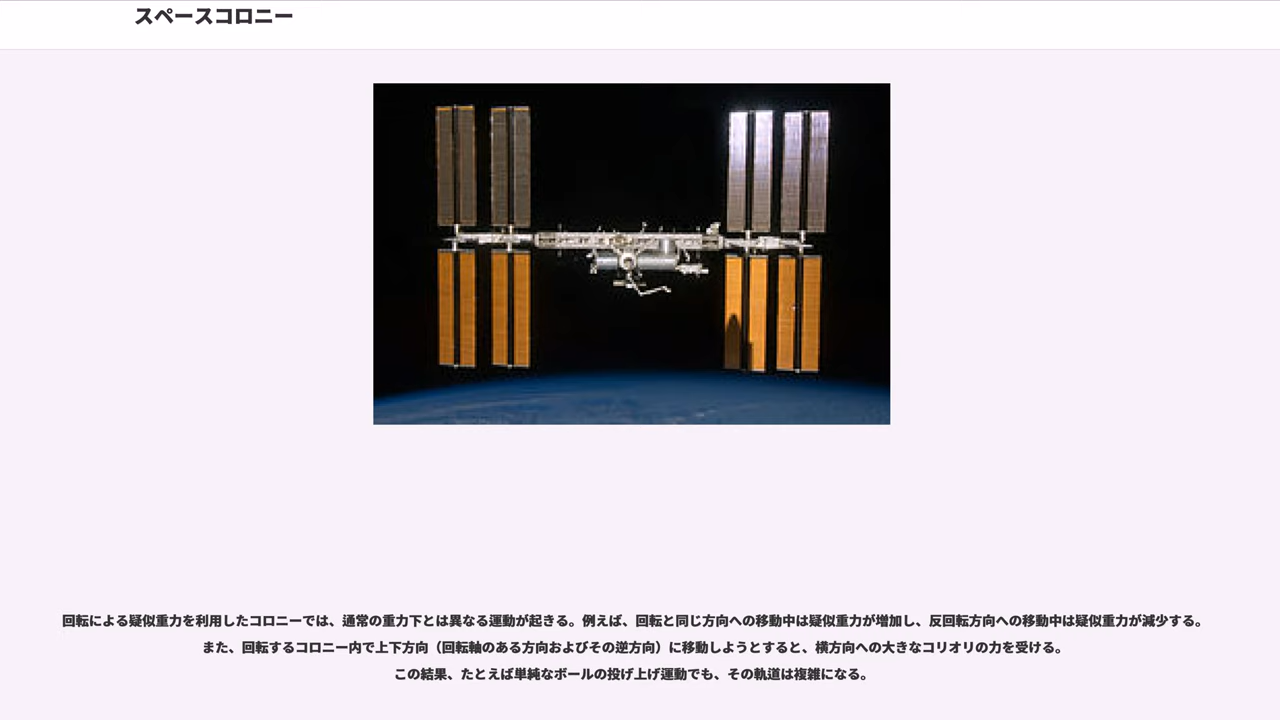 スペースコロニー
回転による疑似重力を利用したコロニーでは、通常の重力下とは異なる運動が起きる。例えば、回転と同じ方向への移動中は疑似重力が増加し、反回転方向への移動中は疑似重力が減少する。
また、回転するコロニー内で上下方向（回転軸のある方向およびその逆方向）に移動しようとすると、横方向への大きなコリオリの力を受ける。
この結果、たとえば単純なボールの投げ上げ運動でも、その軌道は複雑になる。